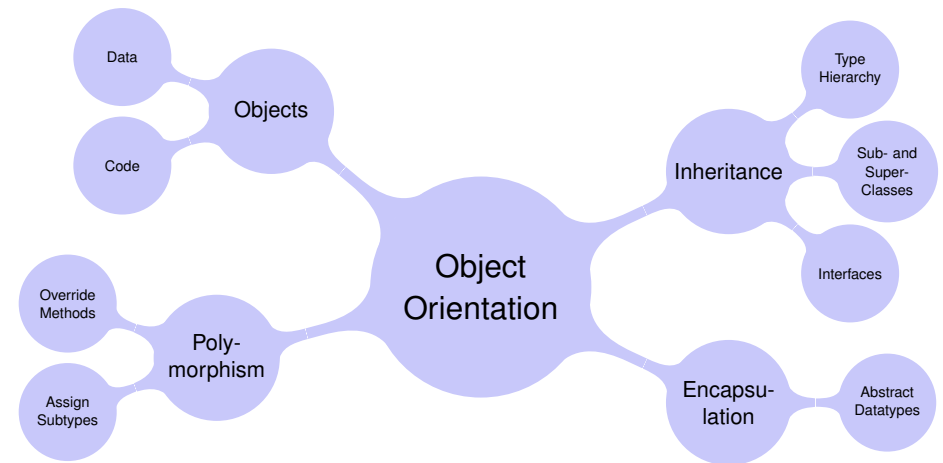 Data
Code
Objects
Override
Methods
Assign
Subtypes
Poly-
morphism
Object
Orientation
Inheritance
Type
Hierarchy
Sub- and
Super-
Classes
Interfaces
Encapsu-
lation
Abstract
Datatypes